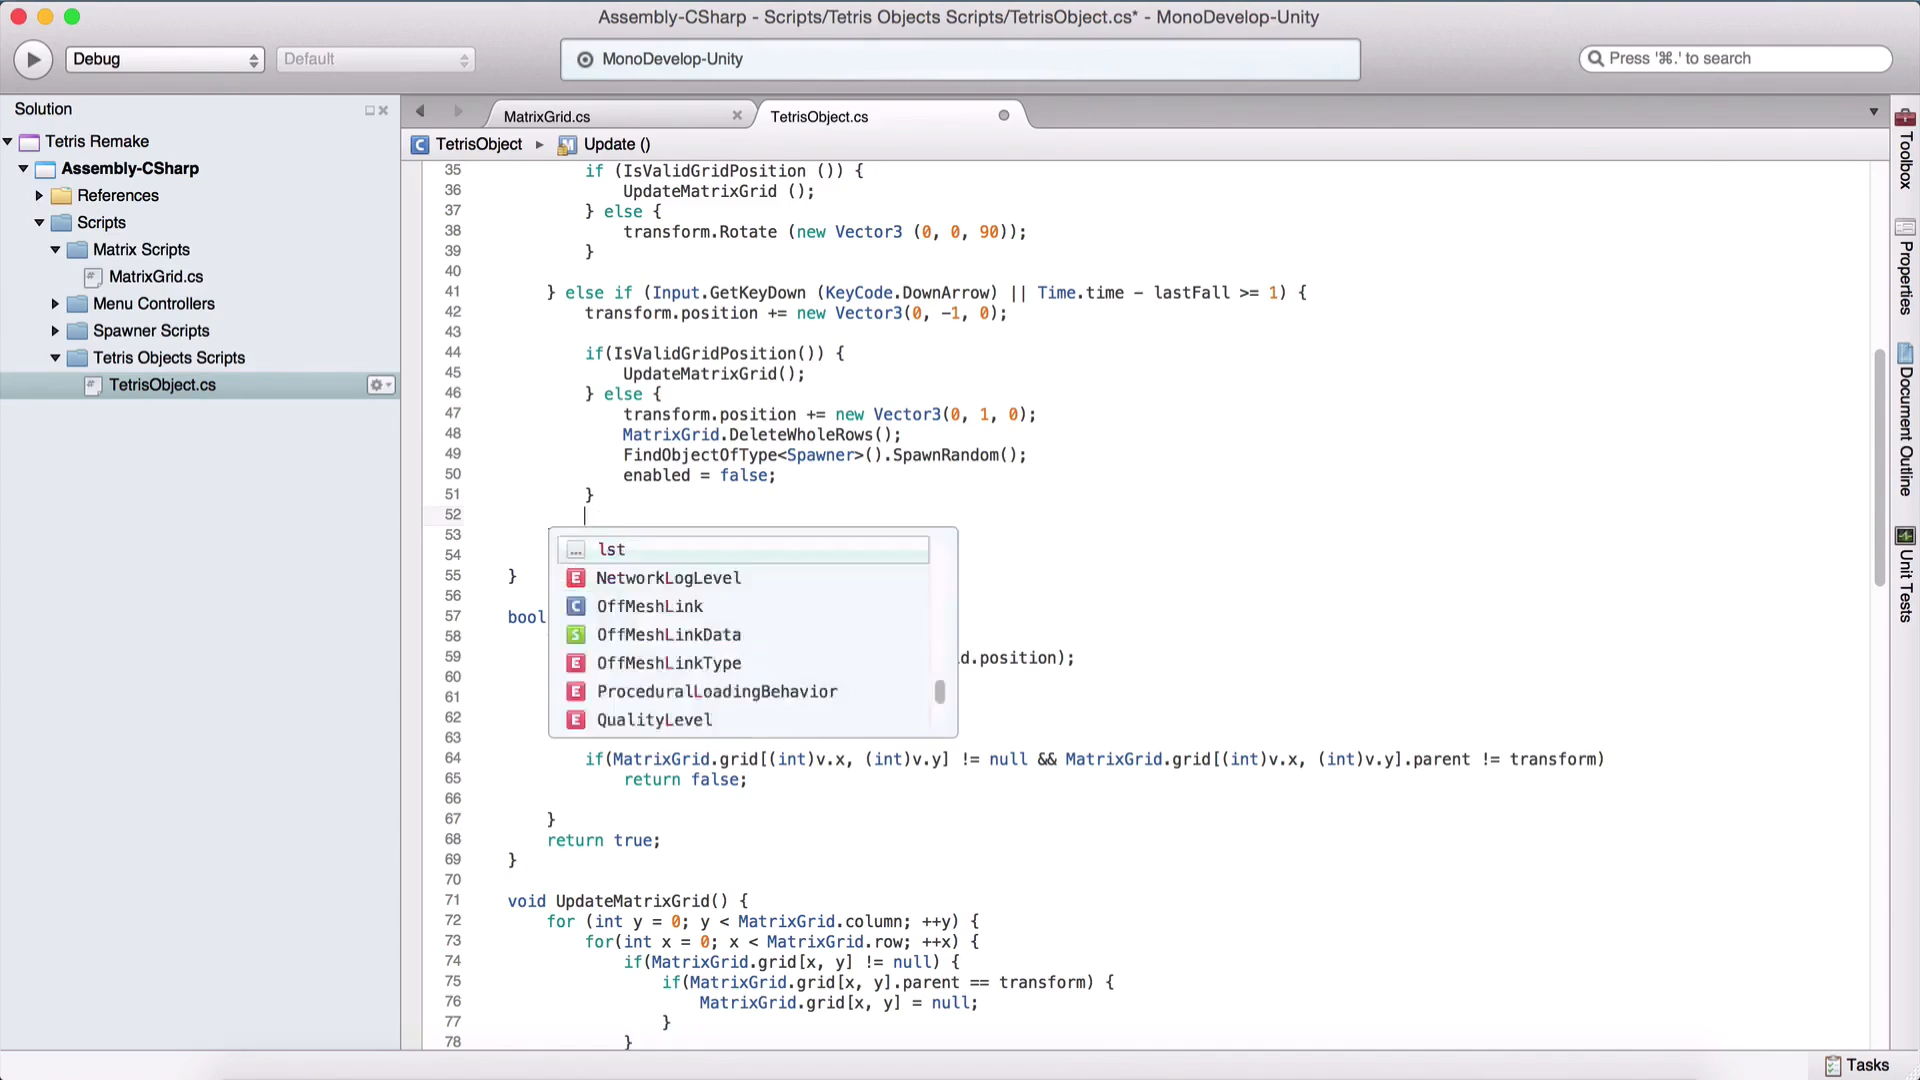 Assembly-CSharp - Scripts/Tetris Objects Scripts/TetrisObject.cs* - MonoDevelop-Unity
Debug
Default
MonoDevelop-Unity
Press '⌘.' to search
Solution
Tetris Remake
Assembly-CSharp
References
Scripts
Matrix Scripts
MatrixGrid.cs
Menu Controllers
Spawner Scripts
Tetris Objects Scripts
TetrisObject.cs
MatrixGrid.cs
TetrisObject.cs
TetrisObject
Update ()
35 if (IsValidGridPosition ()) {
36 UpdateMatrixGrid ();
37 } else {
38 transform.Rotate (new Vector3 (0, 0, 90));
39 }
40
41 } else if (Input.GetKeyDown (KeyCode.DownArrow) || Time.time - lastFall >= 1) {
42 transform.position += new Vector3(0, -1, 0);
43
44 if(IsValidGridPosition()) {
45 UpdateMatrixGrid();
46 } else {
47 transform.position += new Vector3(0, 1, 0);
48 MatrixGrid.DeleteWholeRows();
49 FindObjectOfType<Spawner>().SpawnRandom();
50 enabled = false;
51 }
52
53
54
55 }
56
57 bool
58
59 d.position);
60
61
62
63
64 if(MatrixGrid.grid[(int)v.x, (int)v.y] != null && MatrixGrid.grid[(int)v.x, (int)v.y].parent != transform)
65 return false;
66
67 }
68 return true;
69 }
70
71 void UpdateMatrixGrid() {
72 for (int y = 0; y < MatrixGrid.column; ++y) {
73 for(int x = 0; x < MatrixGrid.row; ++x) {
74 if(MatrixGrid.grid[x, y] != null) {
75 if(MatrixGrid.grid[x, y].parent == transform) {
76 MatrixGrid.grid[x, y] = null;
77 }
78 }
lst
NetworkLogLevel
OffMeshLink
OffMeshLinkData
OffMeshLinkType
ProceduralLoadingBehavior
QualityLevel
Toolbox
Properties
Document Outline
Unit Tests
Tasks